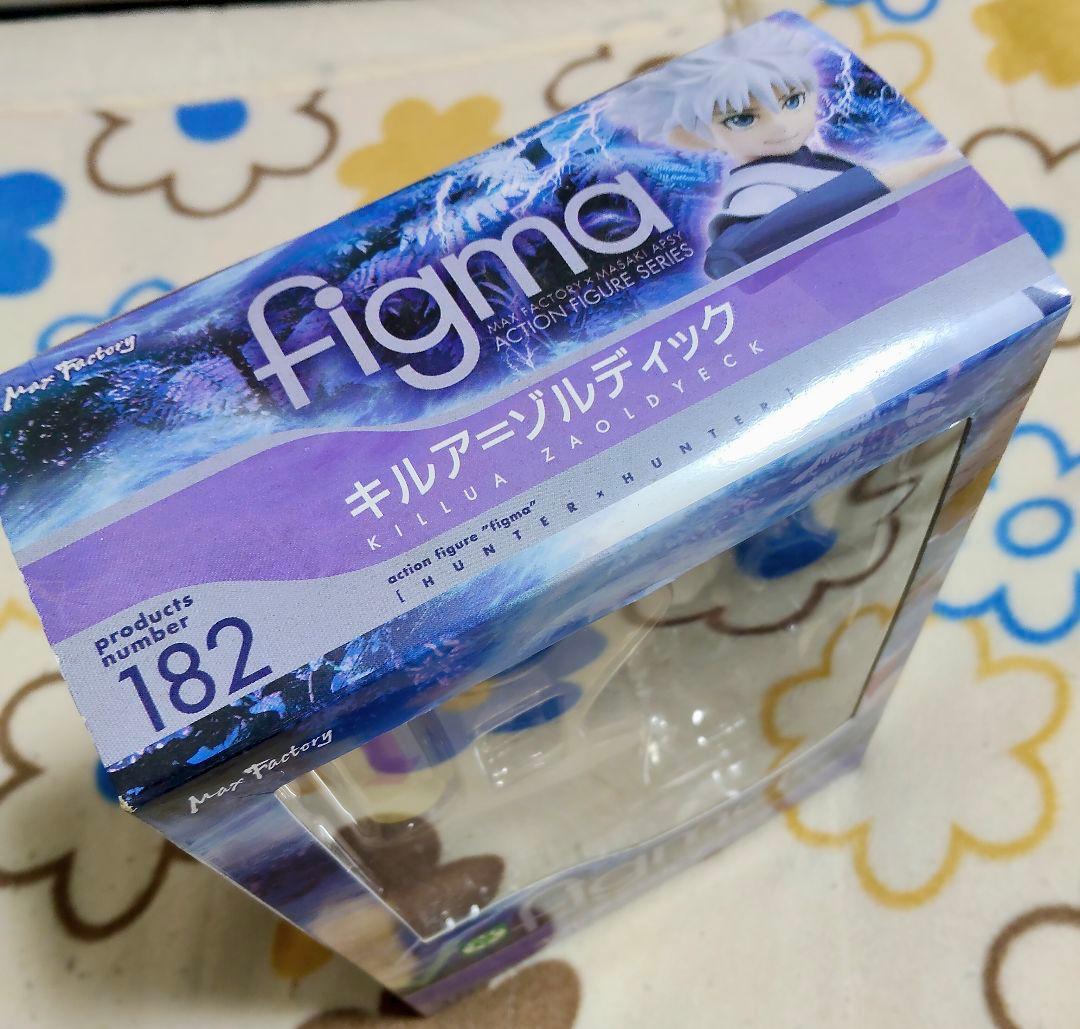 Max Factory
figma
MAX FACTORY × MASAKI APSY
ACTION FIGURE SERIES
キルア=ゾルディック
KILLUA ZAOLDYECK
action figure "figma"
[HUNTER×HUNTER]
products
number
182
Max Factory
figma